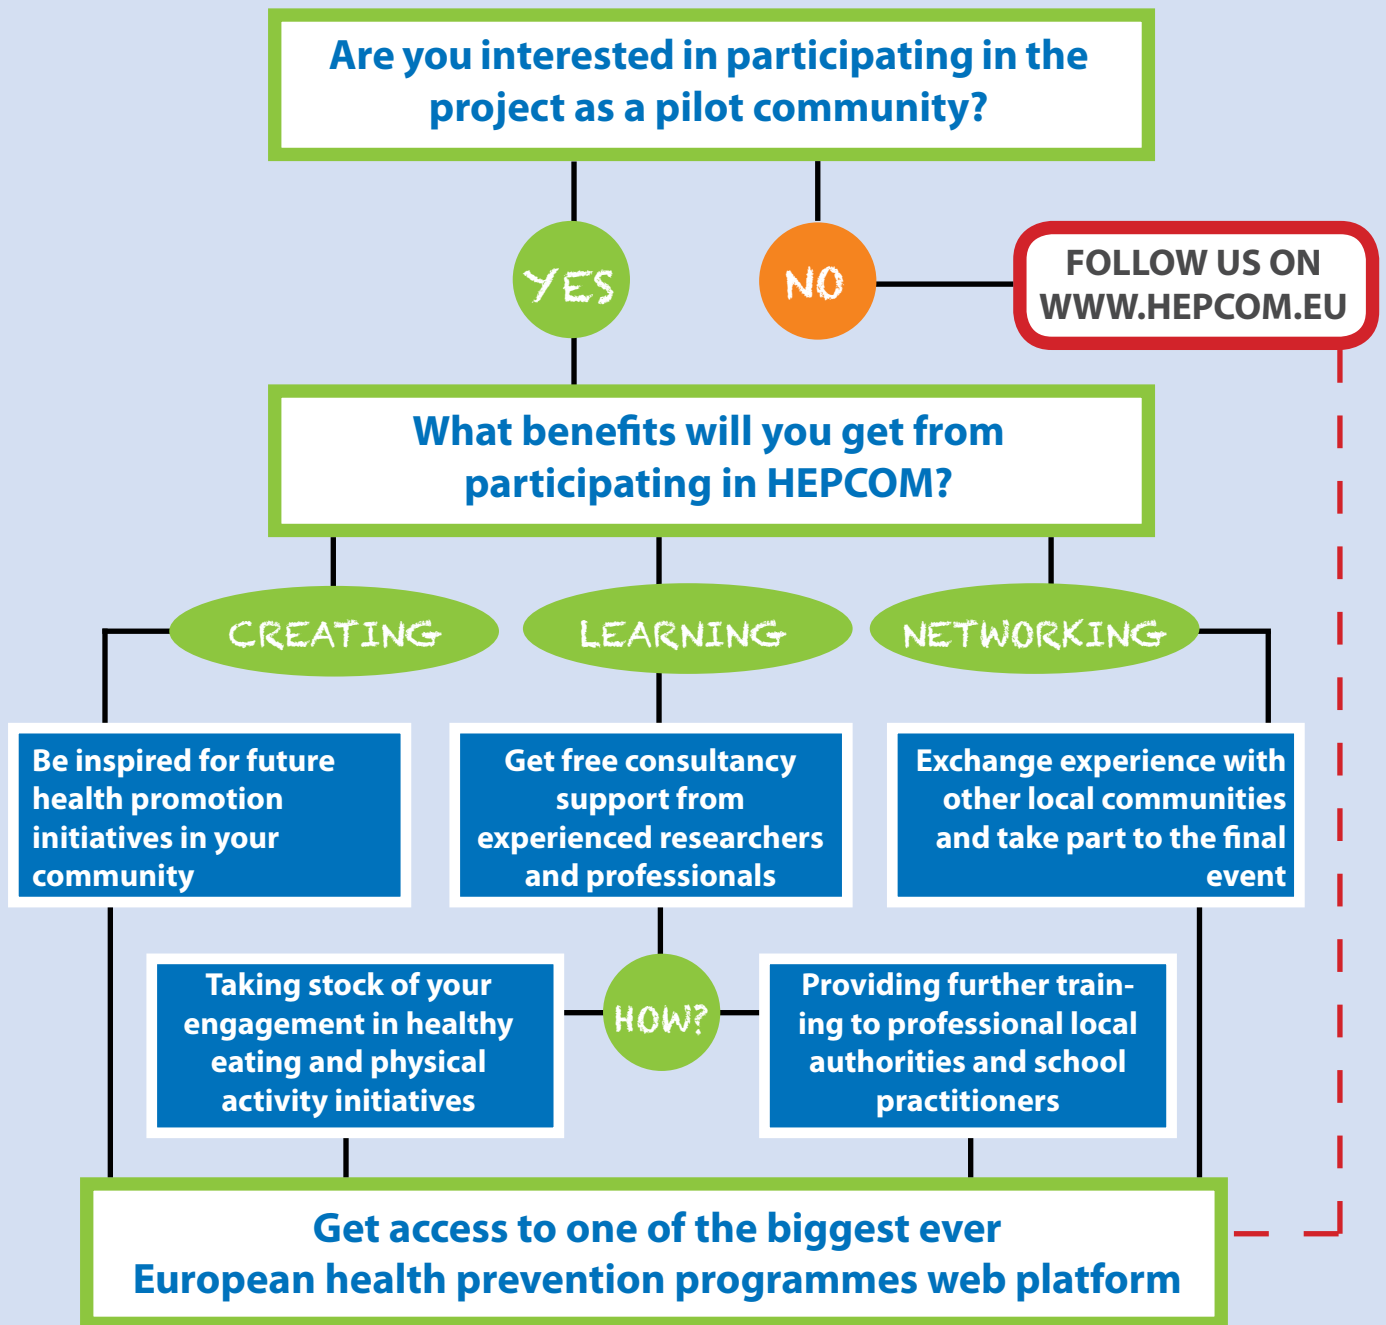 Are you interested in participating in the
project as a pilot community?
YES
NO
FOLLOW US ON
WWW.HEPCOM.EU
What benefits will you get from
participating in HEPCOM?
CREATING
LEARNING
NETWORKING
Be inspired for future
health promotion
initiatives in your
community
Get free consultancy
support from
experienced researchers
and professionals
Exchange experience with
other local communities
and take part to the final
event
Taking stock of your
engagement in healthy
eating and physical
activity initiatives
HOW?
Providing further train-
ing to professional local
authorities and school
practitioners
Get access to one of the biggest ever
European health prevention programmes web platform